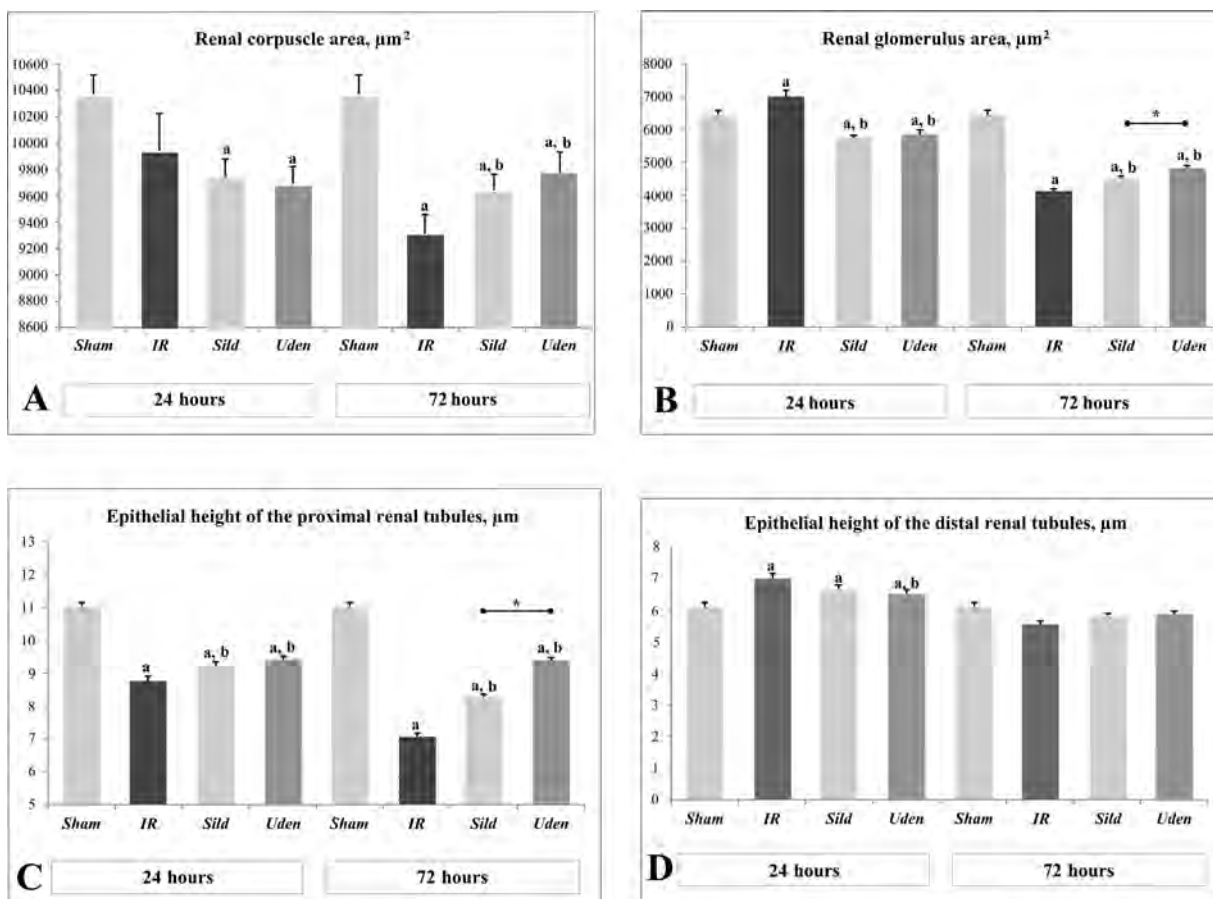 Renal corpuscle area, µm²
10600
10400
10200
10000
9800
9600
9400
9200
9000
8800
8600
a
a
a
a, b
a, b
Sham IR Sild Uden Sham IR Sild Uden
A
24 hours
72 hours
Renal glomerulus area, µm²
8000
7000
6000
5000
4000
3000
2000
1000
0
a
a, b
a, b
a
a, b
a, b
*
Sham IR Sild Uden Sham IR Sild Uden
B
24 hours
72 hours
Epithelial height of the proximal renal tubules, µm
13
12
11
10
9
8
7
6
5
a
a, b
a, b
a
a, b
a, b
*
Sham IR Sild Uden Sham IR Sild Uden
C
24 hours
72 hours
Epithelial height of the distal renal tubules, µm
8
7
6
5
4
3
2
1
0
a
a
a, b
Sham IR Sild Uden Sham IR Sild Uden
D
24 hours
72 hours